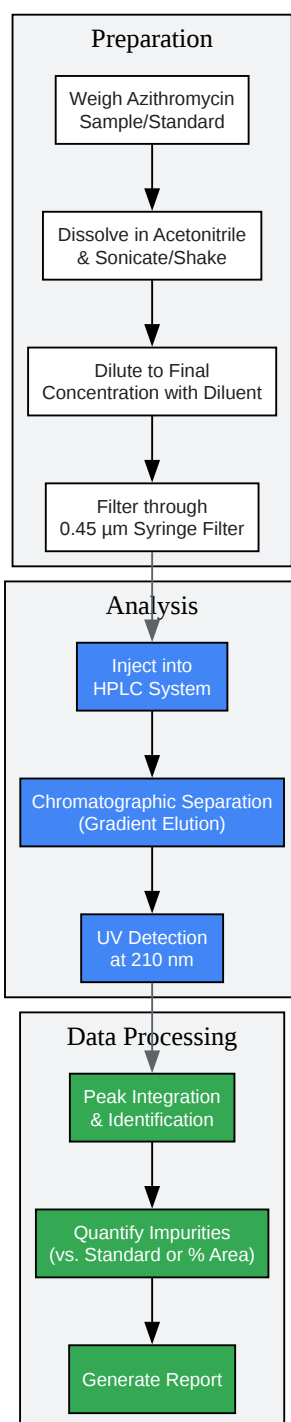 Preparation
Weigh Azithromycin
Sample/Standard
Dissolve in Acetonitrile
& Sonicate/Shake
Dilute to Final
Concentration with Diluent
Filter through
0.45 µm Syringe Filter
Analysis
Inject into
HPLC System
Chromatographic Separation
(Gradient Elution)
UV Detection
at 210 nm
Data Processing
Peak Integration
& Identification
Quantify Impurities
(vs. Standard or % Area)
Generate Report